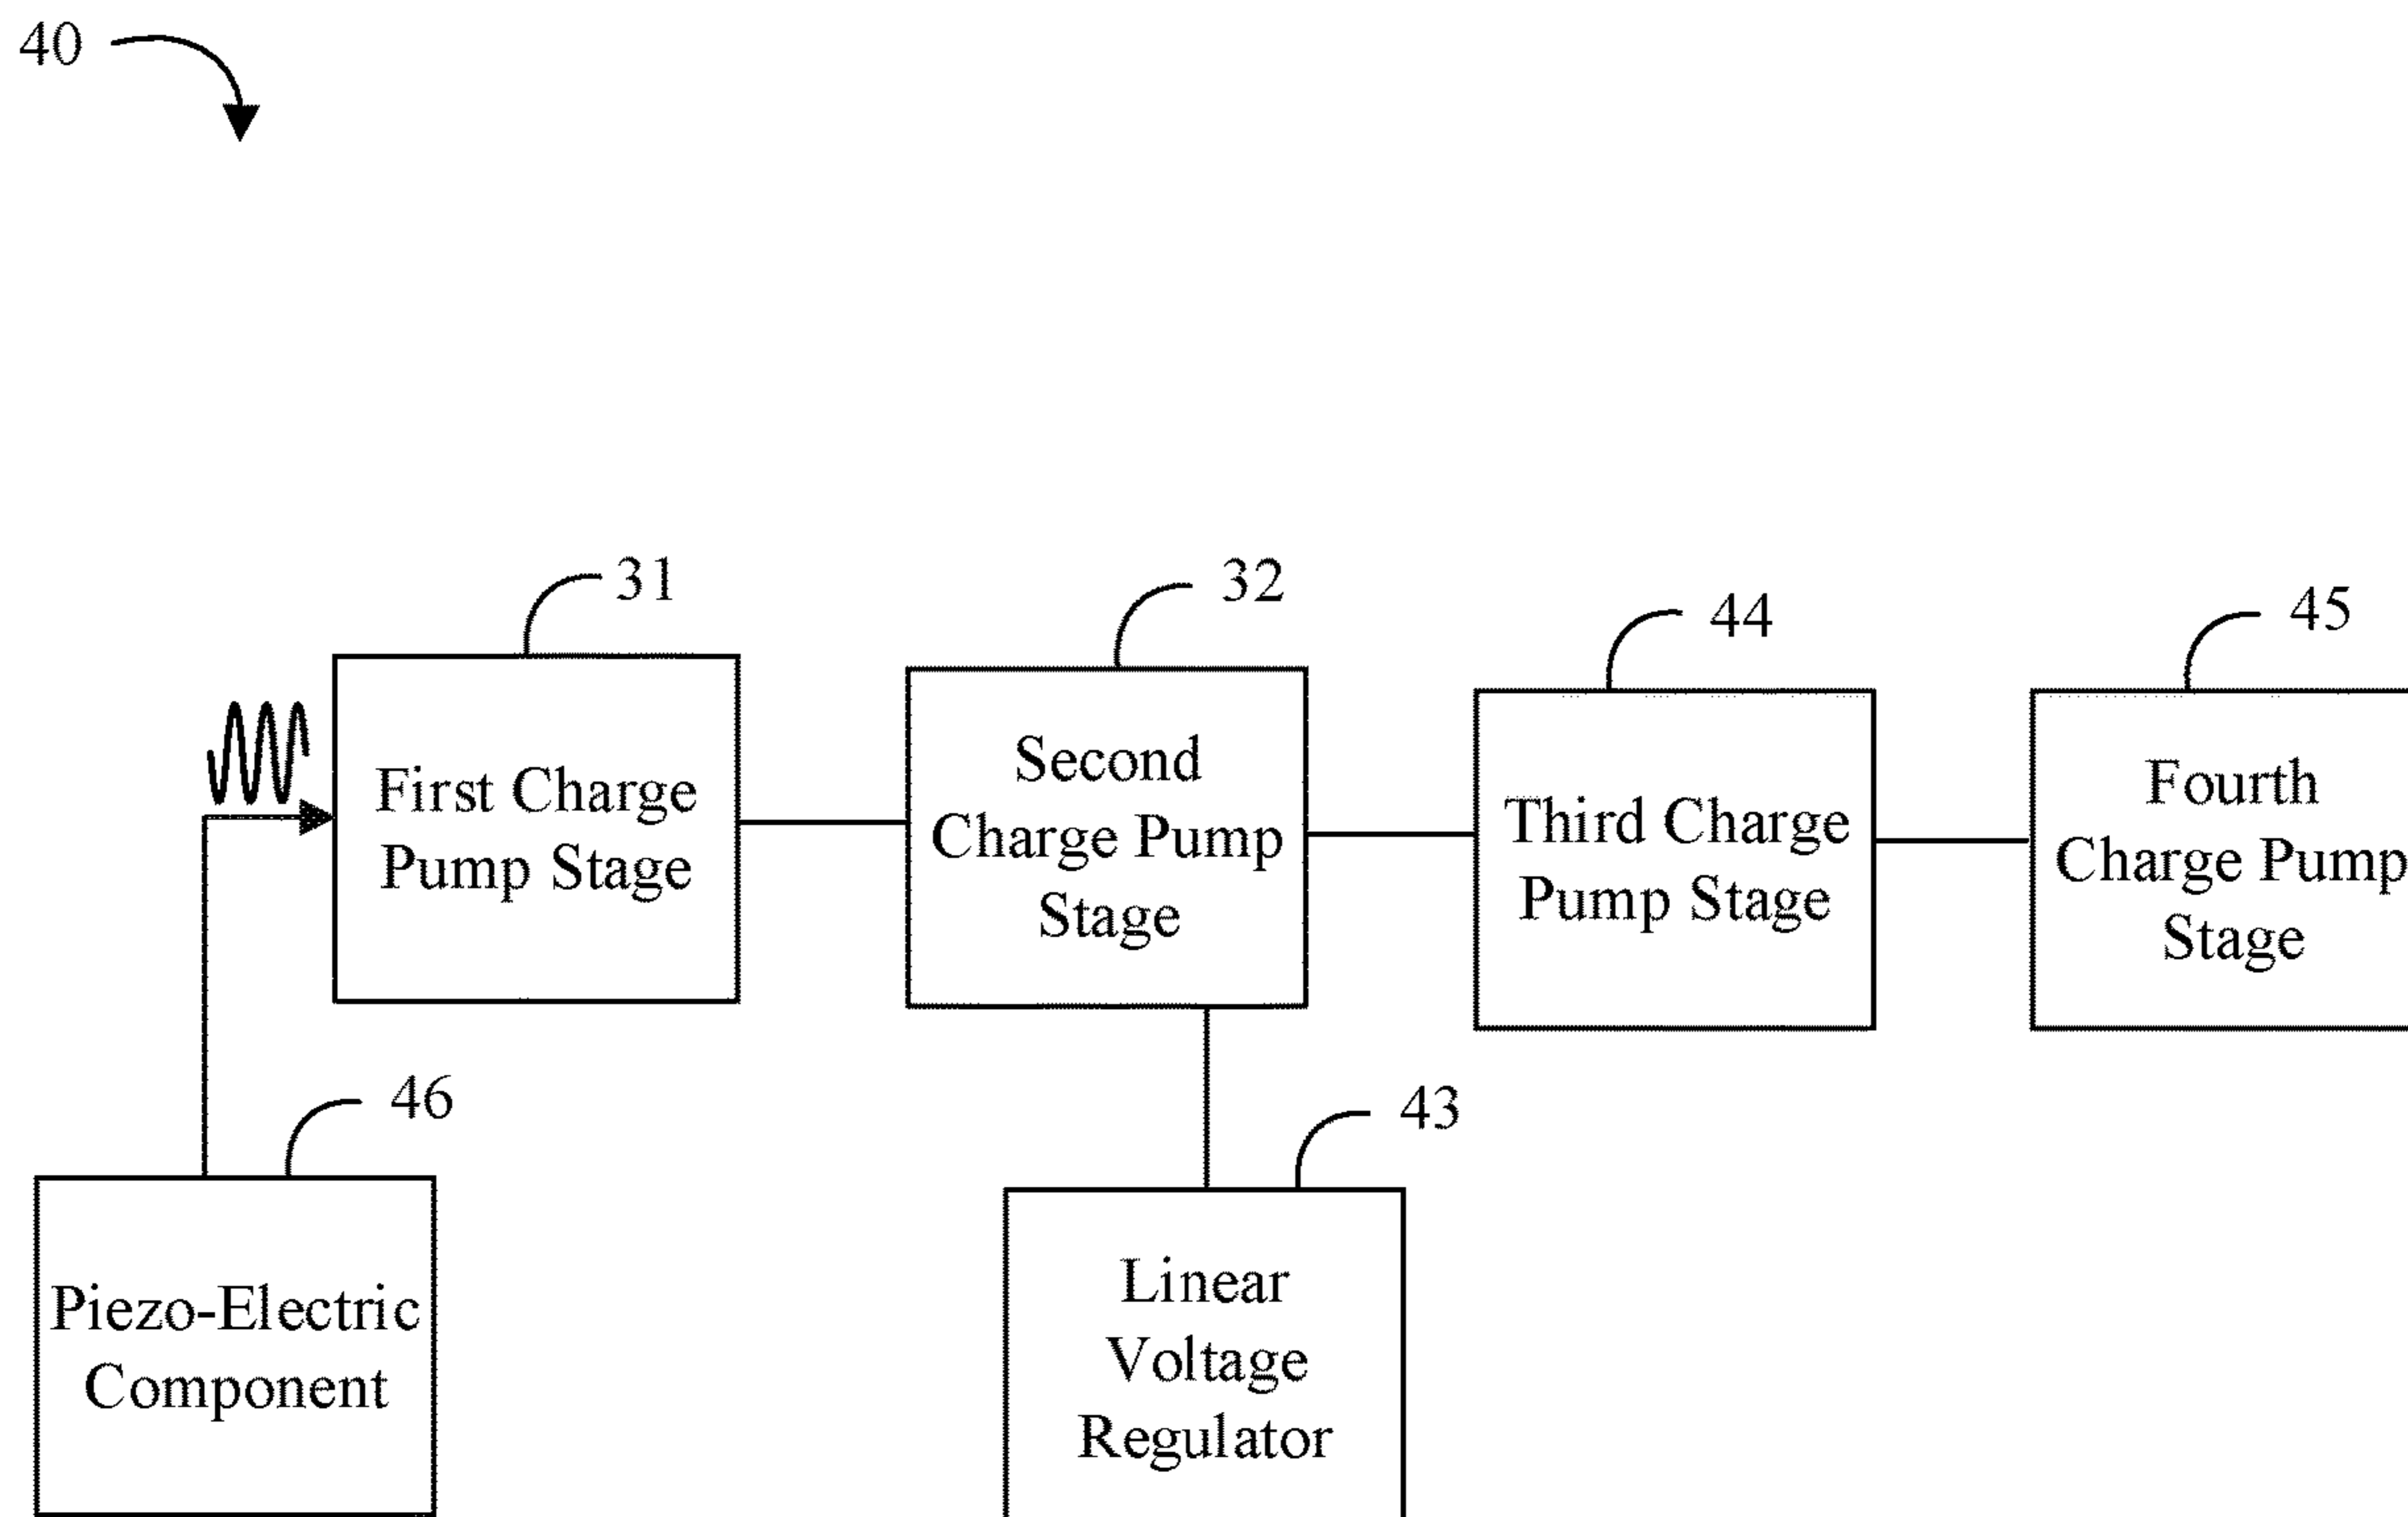 40
31
32
44
45
First Charge
Pump Stage
Second
Charge Pump
Stage
Third Charge
Pump Stage
Fourth
Charge Pump
Stage
46
43
Piezo-Electric
Component
Linear
Voltage
Regulator